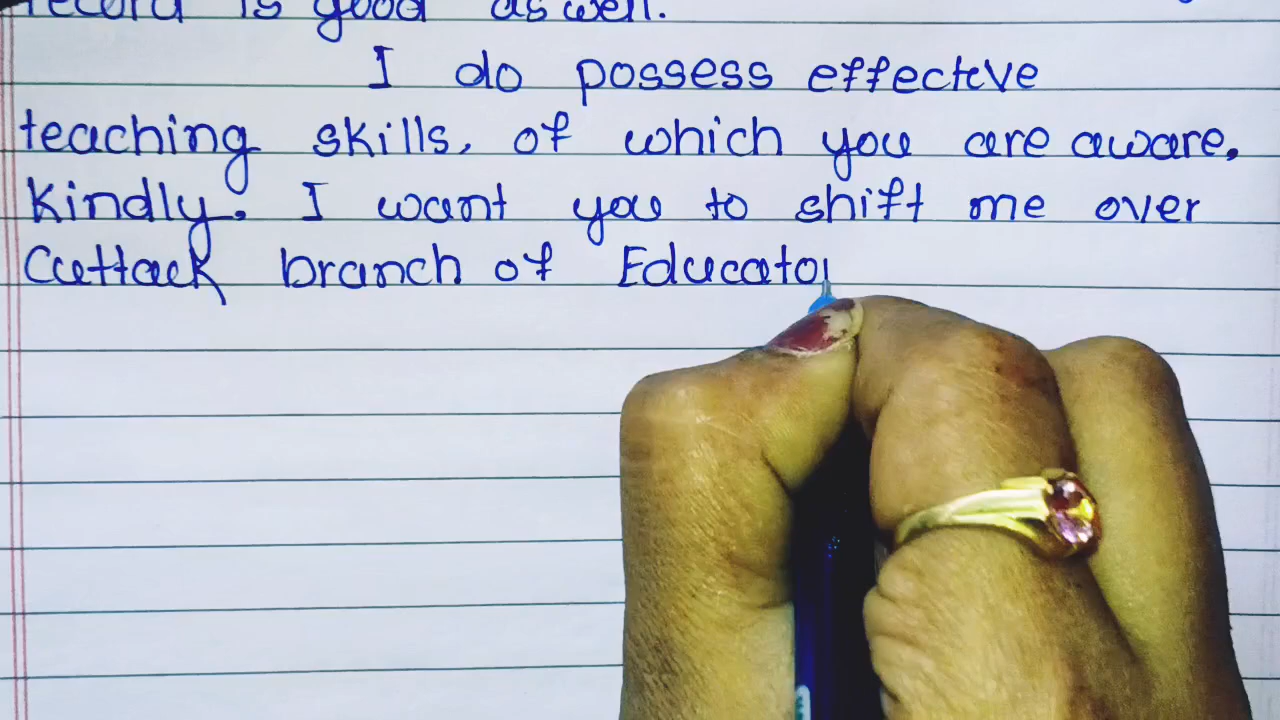 record is good as well.
I do possess effective
teaching skills, of which you are aware.
Kindly, I want you to shift me over
Cuttack branch of Educato